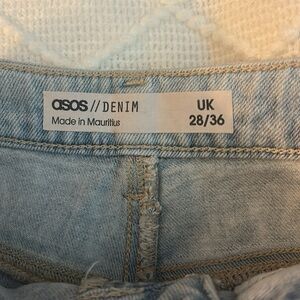 asos // DENIM
Made in Mauritius
UK
28/36